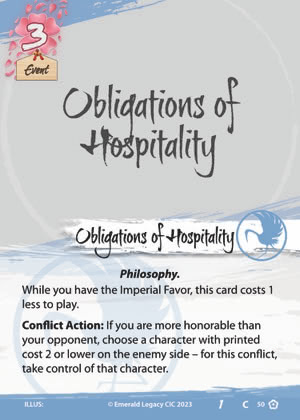 3
Event
Obligations of
Hospitality
Obligations of Hospitality
Philosophy.
While you have the Imperial Favor, this card costs 1
less to play.
Conflict Action: If you are more honorable than
your opponent, choose a character with printed
cost 2 or lower on the enemy side – for this conflict,
take control of that character.
ILLUS: © Emerald Legacy CIC 2023 1 C 50